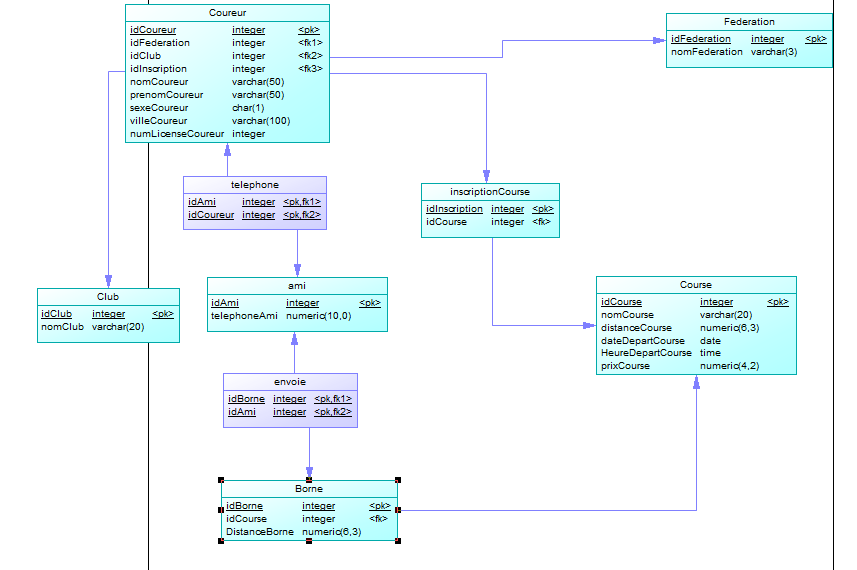 Coureur
idCoureur integer <pk>
idFederation integer <fk1>
idClub integer <fk2>
idInscription integer <fk3>
nomCoureur varchar(50)
prenomCoureur varchar(50)
sexeCoureur char(1)
villeCoureur varchar(100)
numLicenseCoureur integer
Federation
idFederation integer <pk>
nomFederation varchar(3)
telephone
idAmi integer <pk,fk1>
idCoureur integer <pk,fk2>
inscriptionCourse
idInscription integer <pk>
idCourse integer <fk>
Club
idClub integer <pk>
nomClub varchar(20)
ami
idAmi integer <pk>
telephoneAmi numeric(10,0)
Course
idCourse integer <pk>
nomCourse varchar(20)
distanceCourse numeric(6,3)
dateDepartCourse date
HeureDepartCourse time
prixCourse numeric(4,2)
envoie
idBorne integer <pk,fk1>
idAmi integer <pk,fk2>
Borne
idBorne integer <pk>
idCourse integer <fk>
DistanceBorne numeric(6,3)